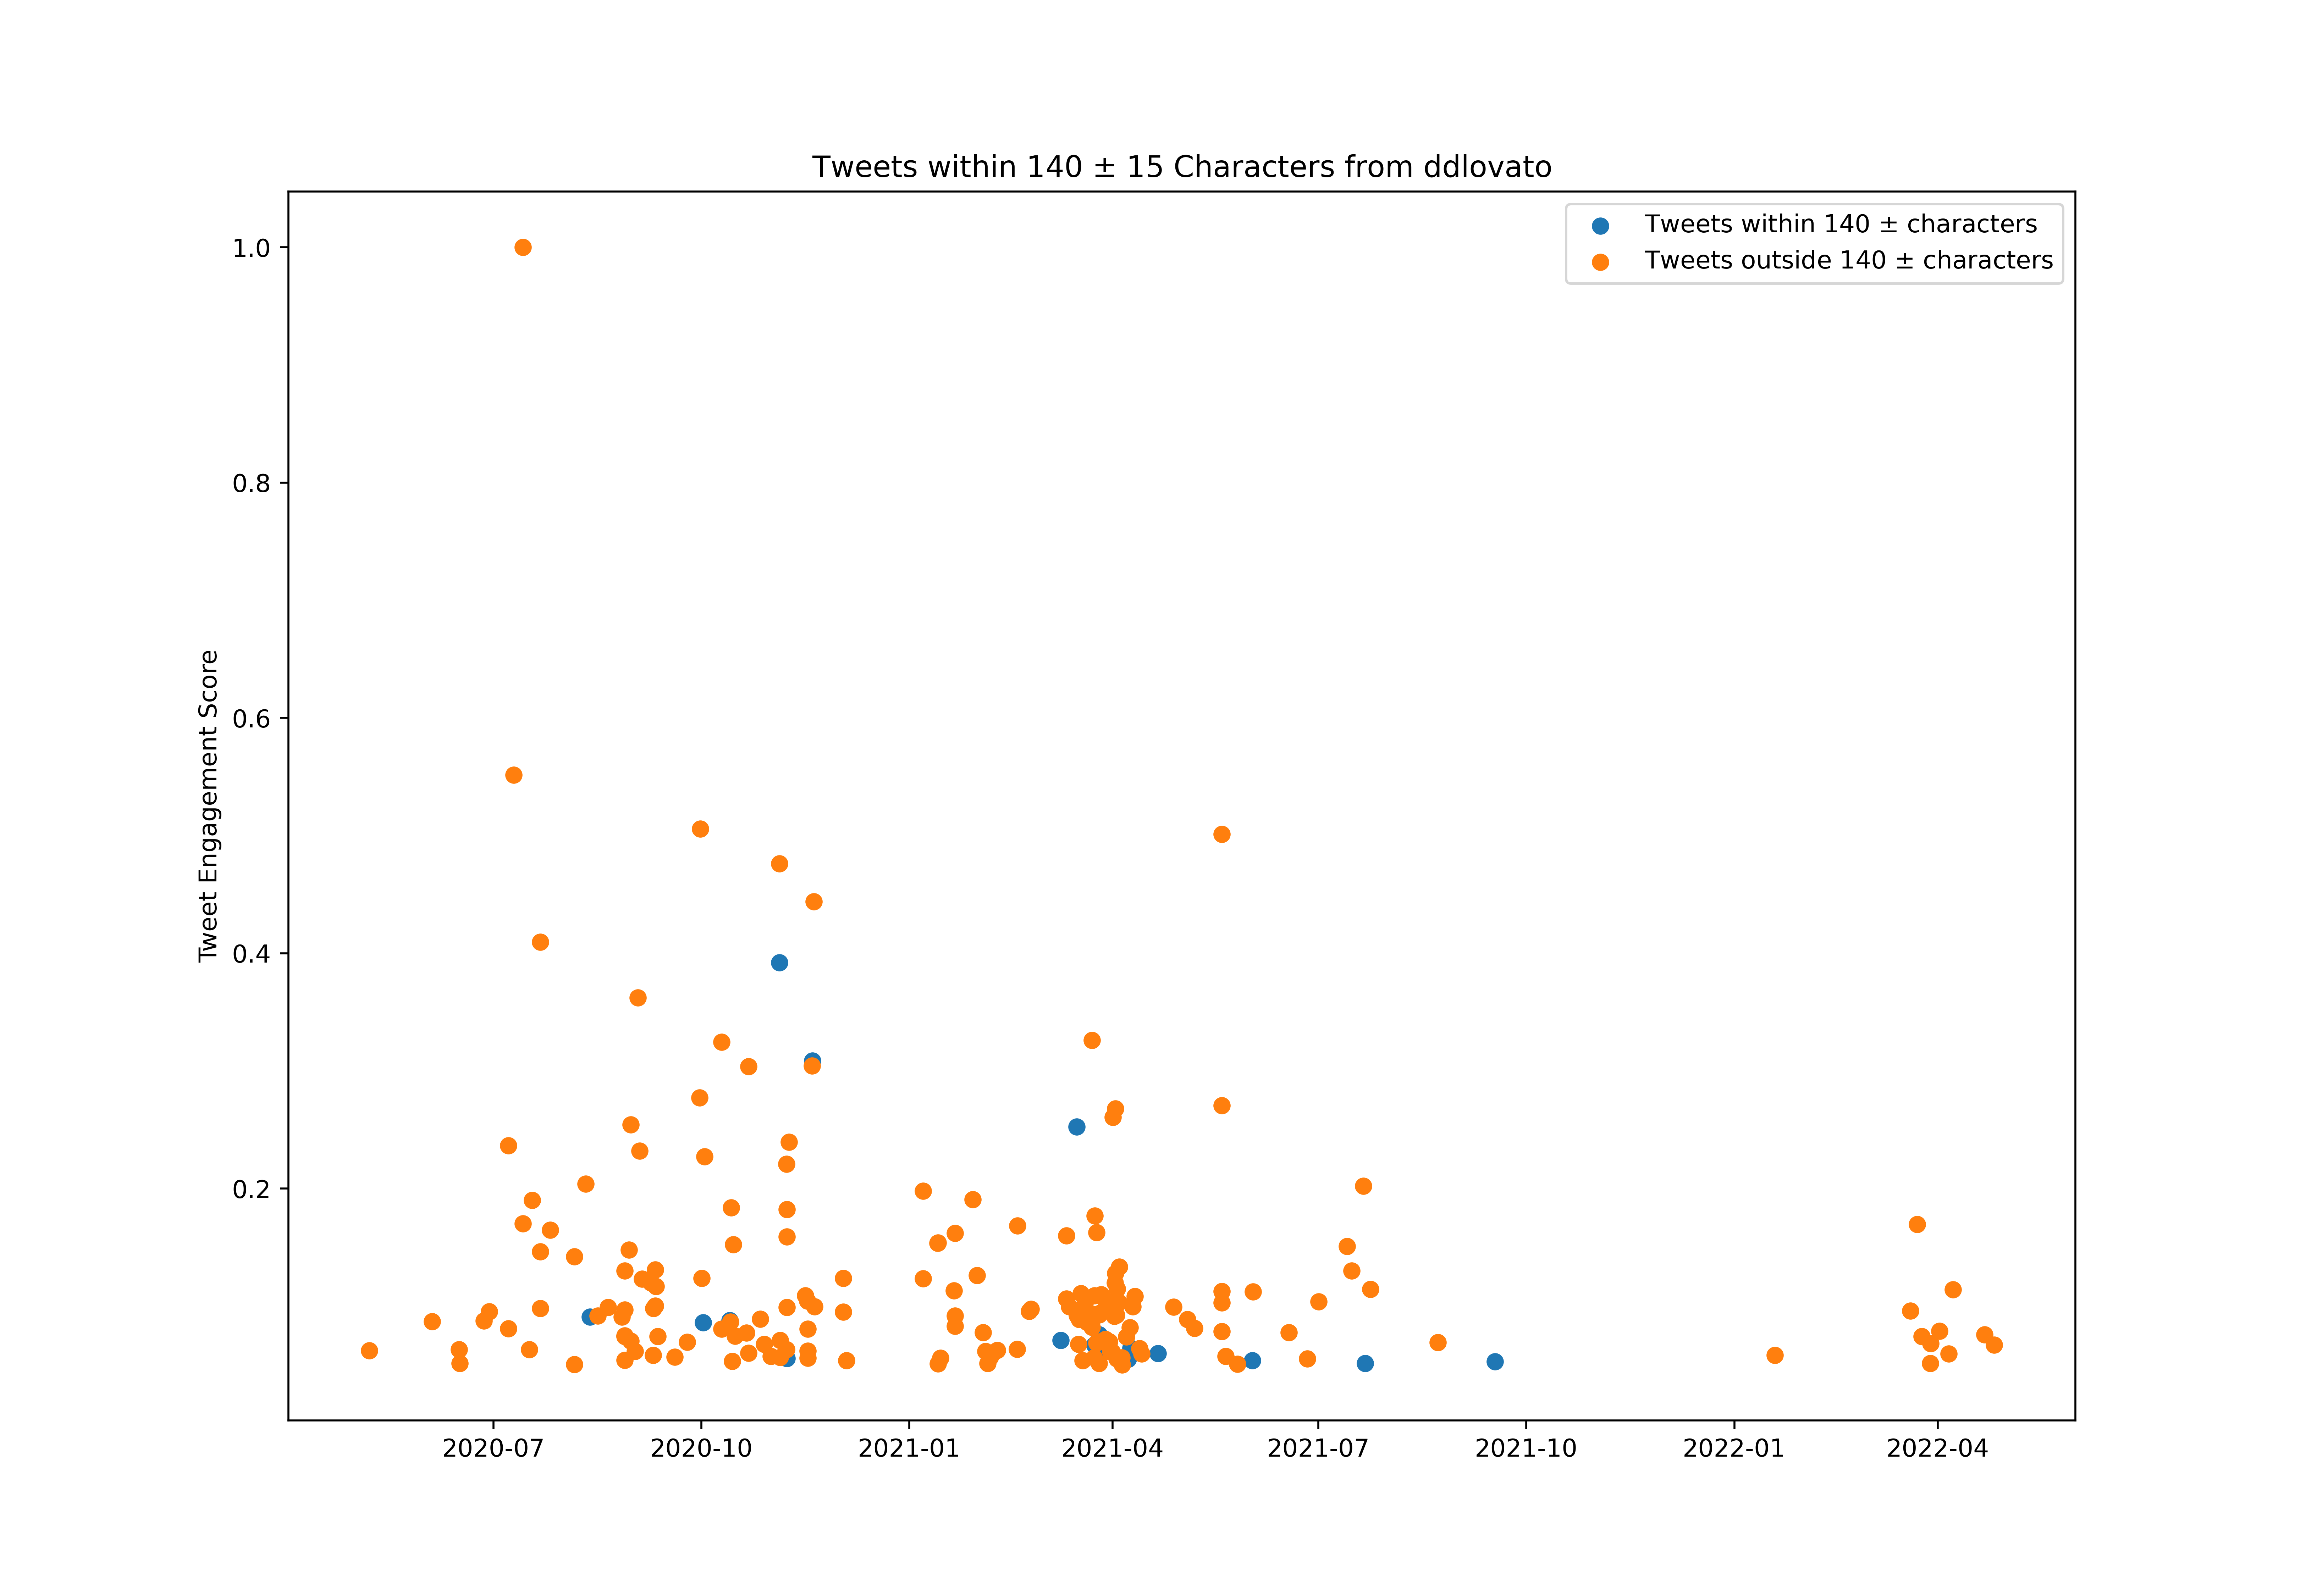 Tweets within 140 ± 15 Characters from ddlovato
Tweets within 140 ± characters
Tweets outside 140 ± characters
1.0
0.8
0.6
0.4
0.2
Tweet Engagement Score
2020-07 2020-10 2021-01 2021-04 2021-07 2021-10 2022-01 2022-04